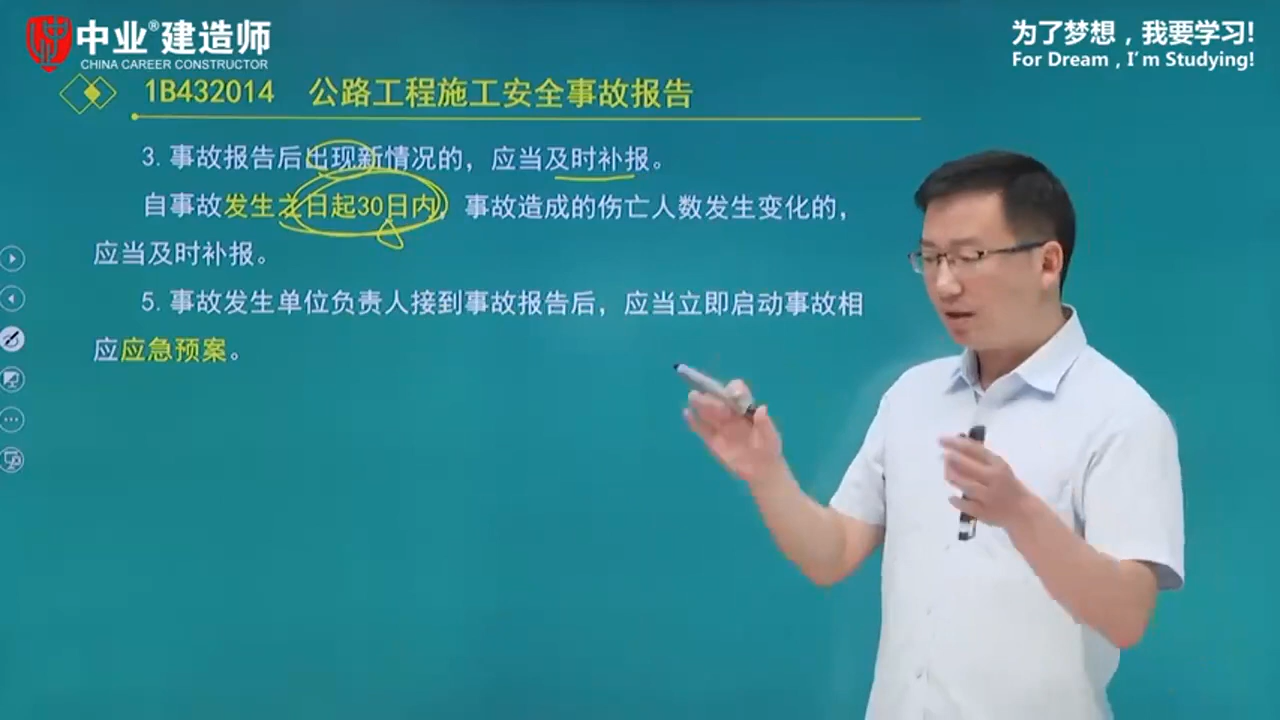 中业®建造师
CHINA CAREER CONSTRUCTOR
为了梦想，我要学习!
For Dream , I'm Studying!
1B432014 公路工程施工安全事故报告
3. 事故报告后出现新情况的，应当及时补报。
自事故发生之日起30日内，事故造成的伤亡人数发生变化的，
应当及时补报。
5. 事故发生单位负责人接到事故报告后，应当立即启动事故相
应应急预案。